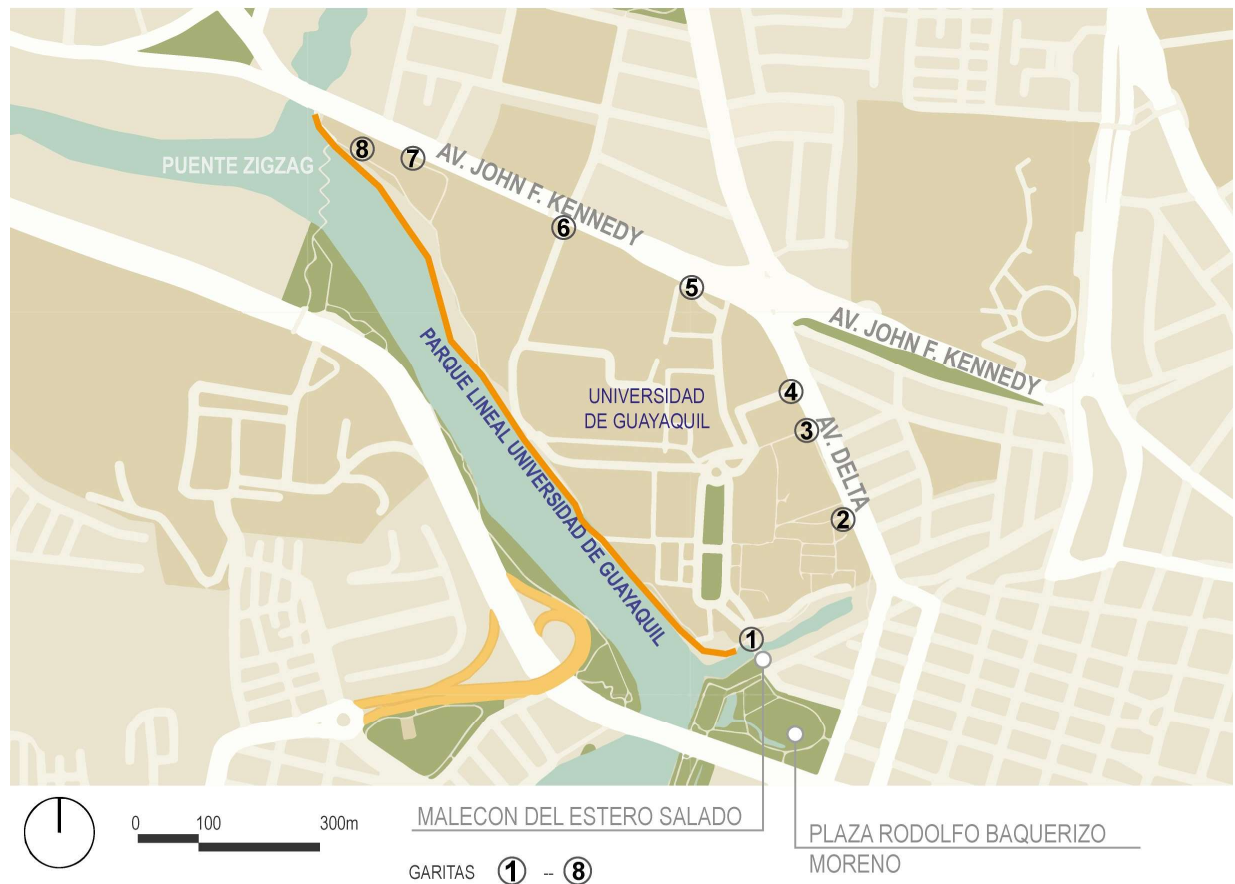 PUENTE ZIGZAG
8
7
AV. JOHN F. KENNEDY
6
5
AV. JOHN F. KENNEDY
PARQUE LINEAL UNIVERSIDAD DE GUAYAQUIL
UNIVERSIDAD
DE GUAYAQUIL
4
3
AV. DELTA
2
1
0 100 300m
MALECON DEL ESTERO SALADO
PLAZA RODOLFO BAQUERIZO
MORENO
GARITAS 1 -- 8